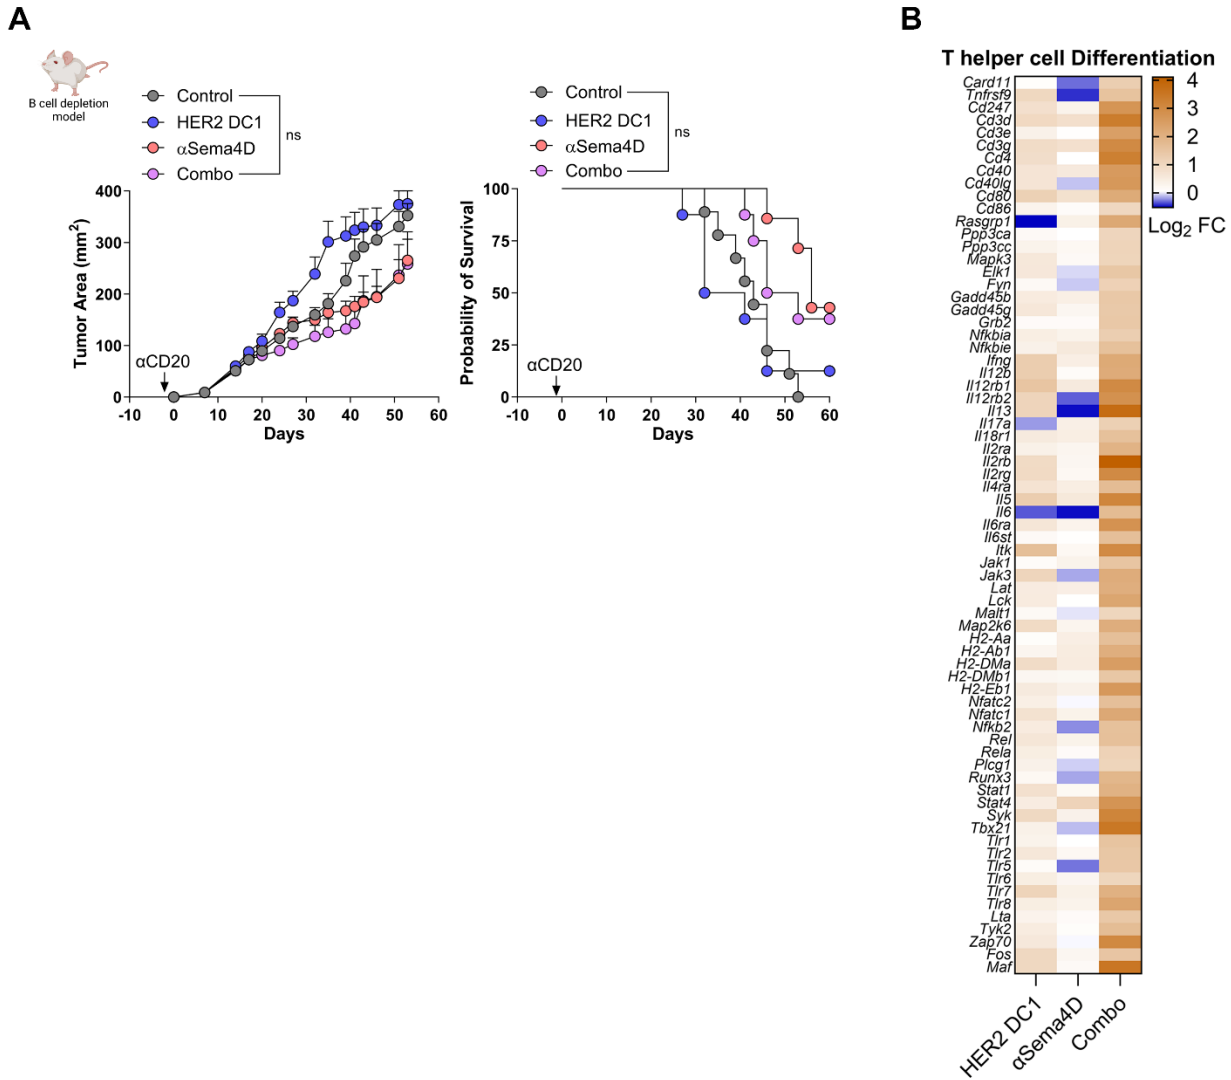 A
B cell depletion
model
Control
HER2 DC1
αSema4D
Combo
ns
Tumor Area (mm²)
400
300
200
100
0
αCD20
-10 0 10 20 30 40 50 60
Days
Control
HER2 DC1
αSema4D
Combo
ns
Probability of Survival
100
75
50
25
0
αCD20
-10 0 10 20 30 40 50 60
Days
B
T helper cell Differentiation
Card11
Tnfrsf9
Cd247
Cd3d
Cd3e
Cd3g
Cd4
Cd40
Cd40lg
Cd80
Cd86
Rasgrp1
Ppp3ca
Ppp3cc
Mapk3
Elk1
Fyn
Gadd45b
Gadd45g
Grb2
Nfkbia
Nfkbie
Ifng
Il12b
Il12rb1
Il12rb2
Il13
Il17a
Il18r1
Il2ra
Il2rb
Il2rg
Il4ra
Il5
Il6
Il6ra
Il6st
Itk
Jak1
Jak3
Lat
Lck
Malt1
Map2k6
H2-Aa
H2-Ab1
H2-DMa
H2-DMb1
H2-Eb1
Nfatc2
Nfatc1
Nfkb2
Rel
Rela
Plcg1
Runx3
Stat1
Stat4
Syk
Tbx21
Tlr1
Tlr2
Tlr5
Tlr6
Tlr7
Tlr8
Lta
Tyk2
Zap70
Fos
Maf
HER2 DC1
αSema4D
Combo
4
3
2
1
0
Log₂ FC